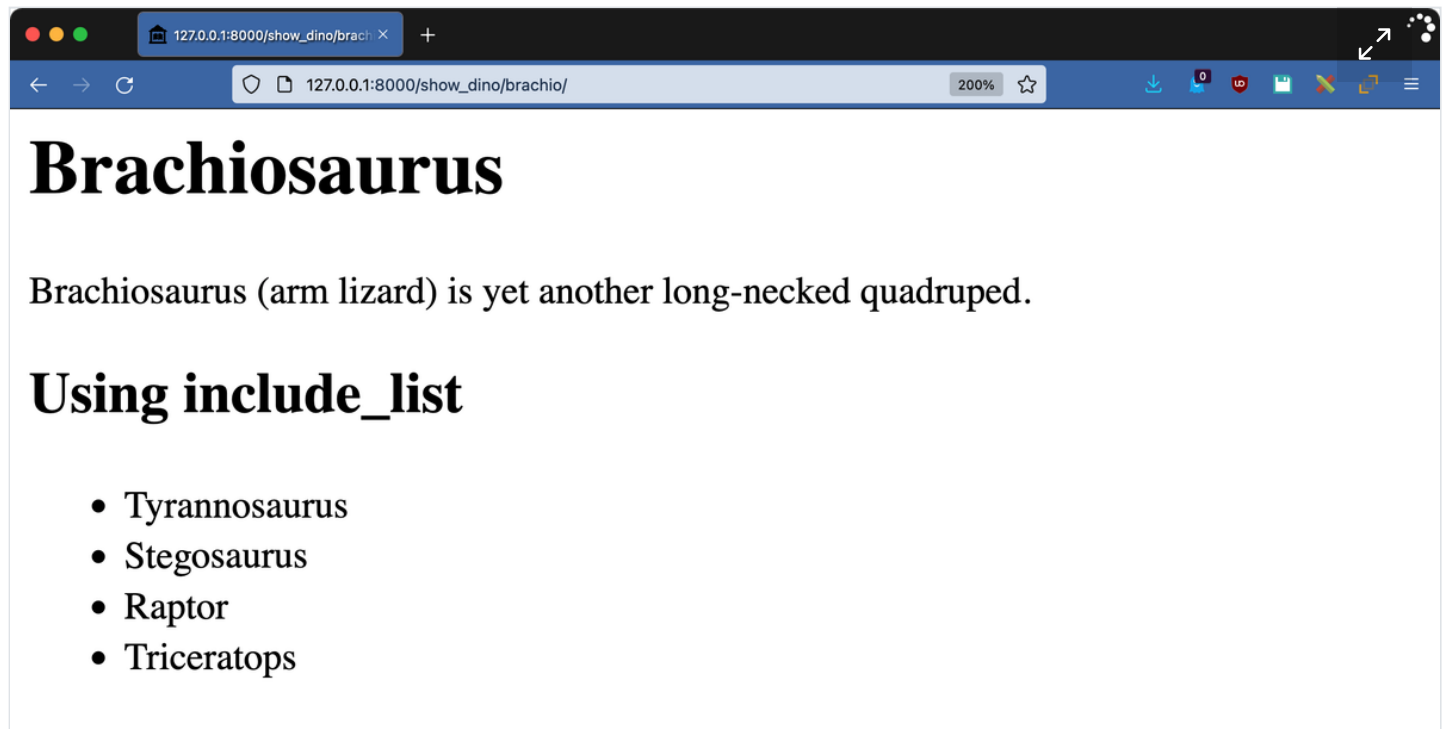 127.0.0.1:8000/show_dino/brach
127.0.0.1:8000/show_dino/brachio/
200%
0
Brachiosaurus
Brachiosaurus (arm lizard) is yet another long-necked quadruped.
Using include_list
• Tyrannosaurus
• Stegosaurus
• Raptor
• Triceratops